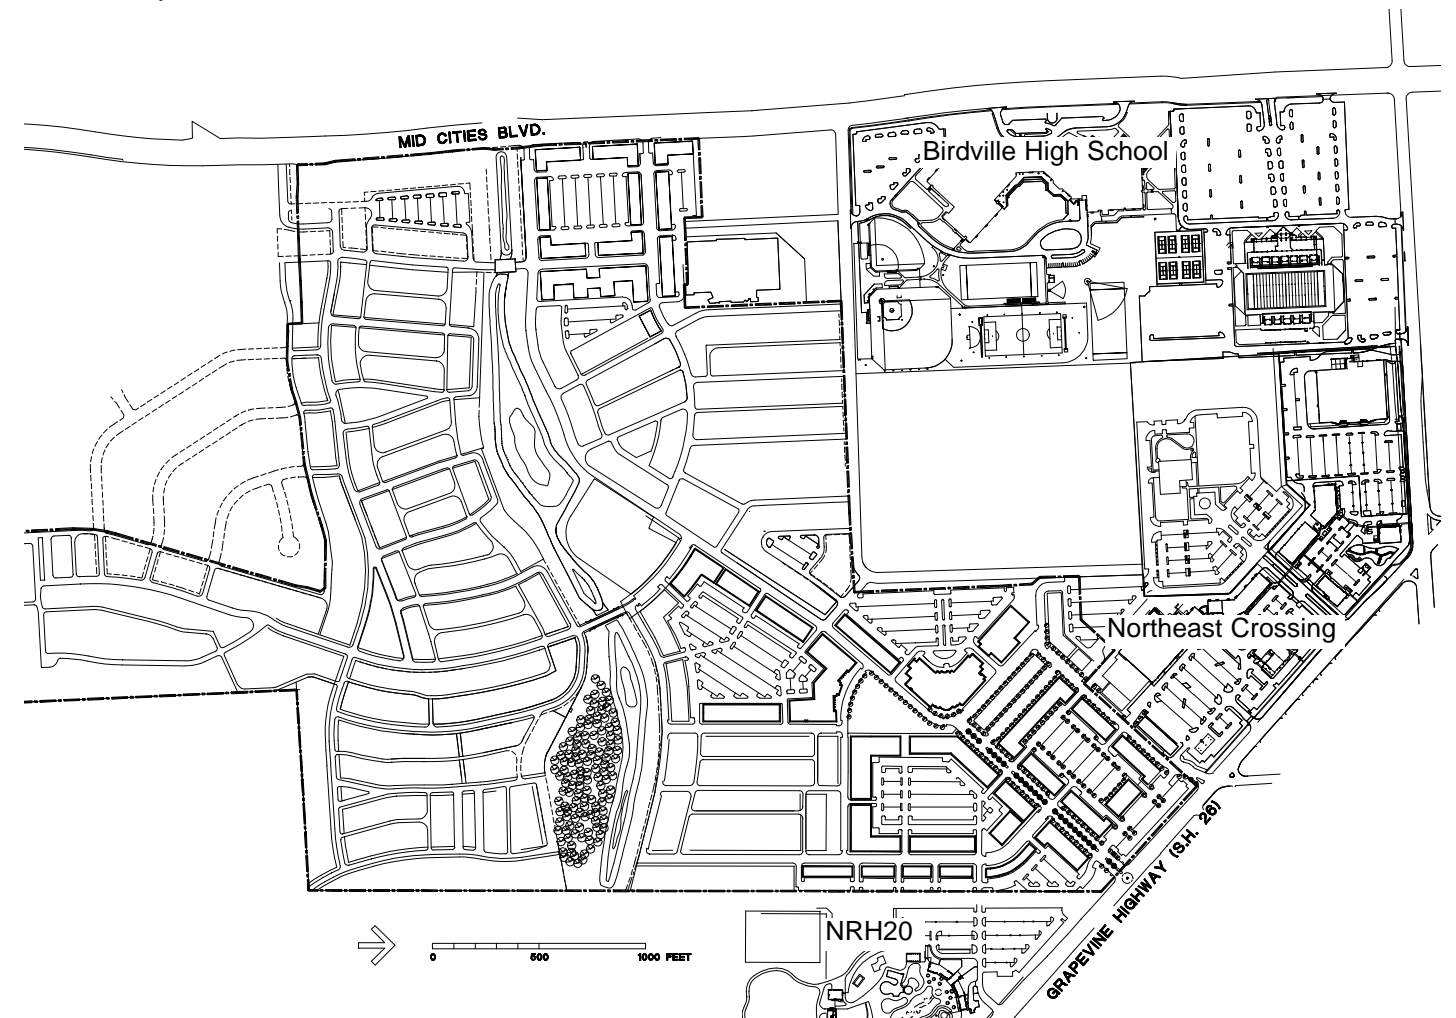 MID CITIES BLVD.
Birdville High School
Northeast Crossing
GRAPEVINE HIGHWAY (S.H. 26)
NRH20
0 500 1000 FEET